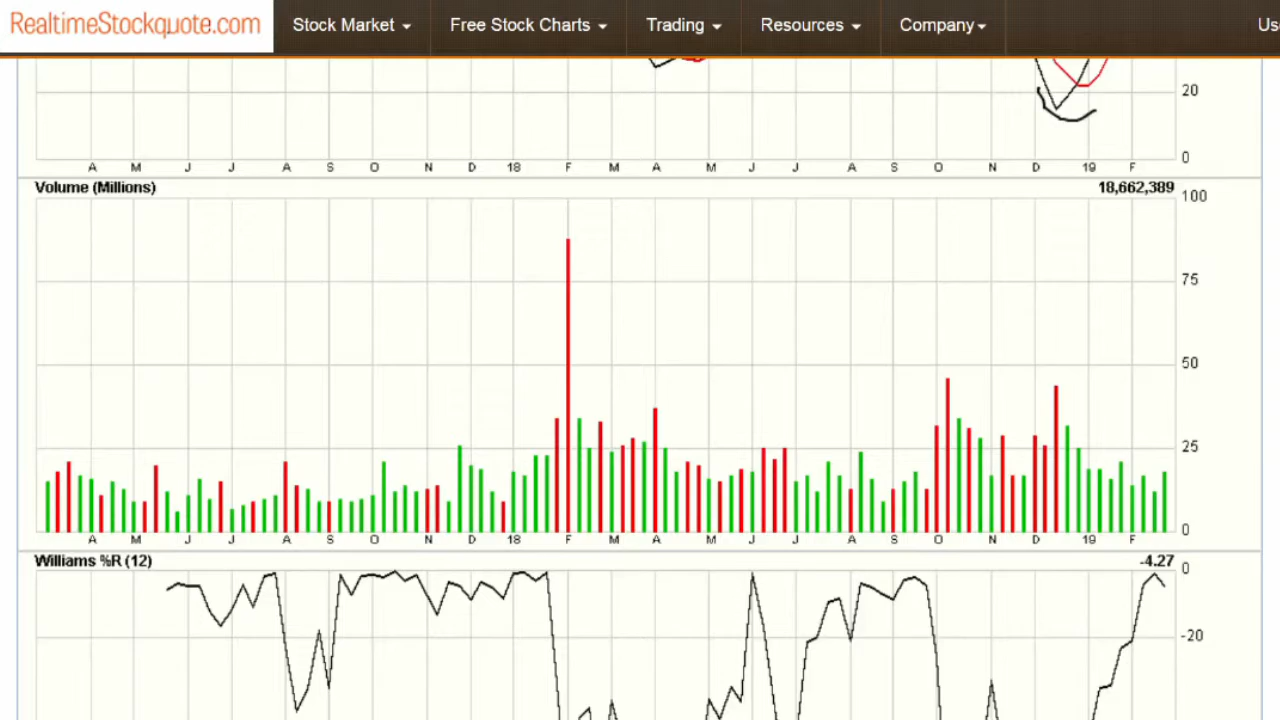 RealtimeStockquote.com Stock Market Free Stock Charts Trading Resources Company Us
20
0
A M J J A S O N D 18 F M A M J J A S O N D 19 F
Volume (Millions) 18,662,389
100
75
50
25
0
A M J J A S O N D 18 F M A M J J A S O N D 19 F
Williams %R (12) -4.27
0
-20